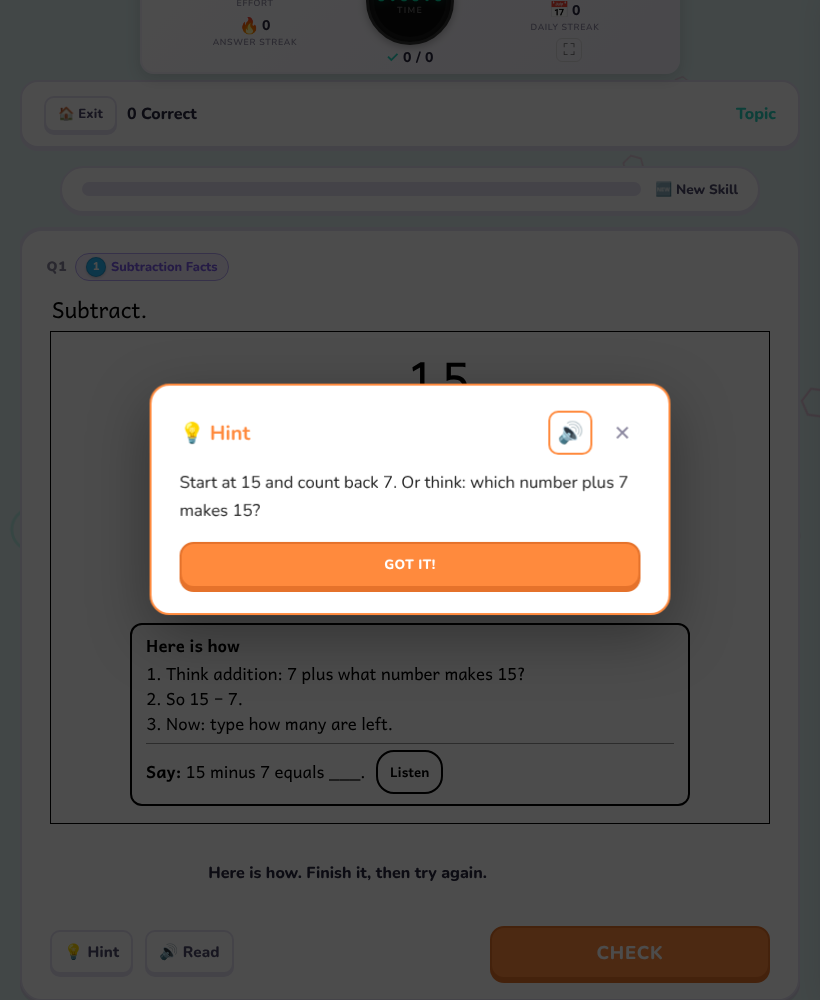 EFFORT
🔥 0
ANSWER STREAK
TIME
✓ 0 / 0
📅 0
DAILY STREAK
🏠 Exit
0 Correct
Topic
🆕 New Skill
Q1
1 Subtraction Facts
Subtract.
15
💡 Hint
Start at 15 and count back 7. Or think: which number plus 7
makes 15?
GOT IT!
Here is how
1. Think addition: 7 plus what number makes 15?
2. So 15 − 7.
3. Now: type how many are left.
Say: 15 minus 7 equals ____. Listen
Here is how. Finish it, then try again.
💡 Hint
🔊 Read
CHECK